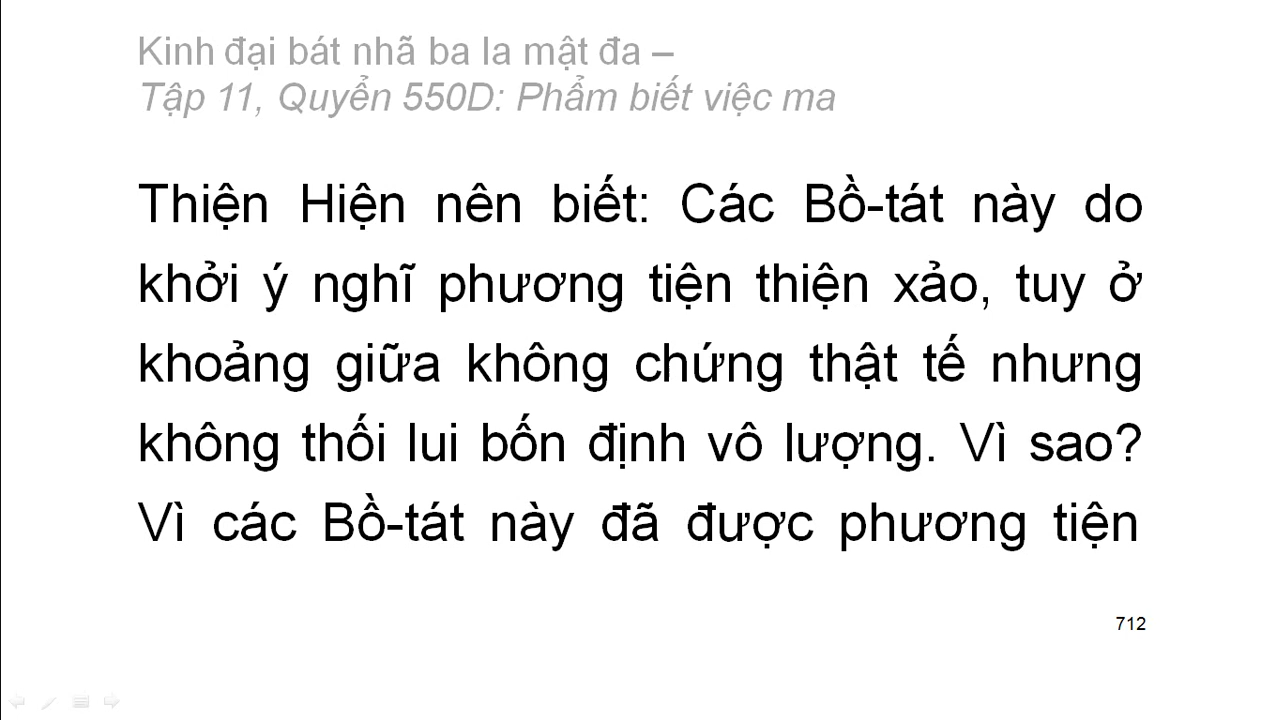 Kinh đại bát nhã ba la mật đa –
Tập 11, Quyển 550D: Phẩm biết việc ma
Thiện Hiện nên biết: Các Bồ-tát này do
khởi ý nghĩ phương tiện thiện xảo, tuy ở
khoảng giữa không chứng thật tế nhưng
không thối lui bốn định vô lượng. Vì sao?
Vì các Bồ-tát này đã được phương tiện
712